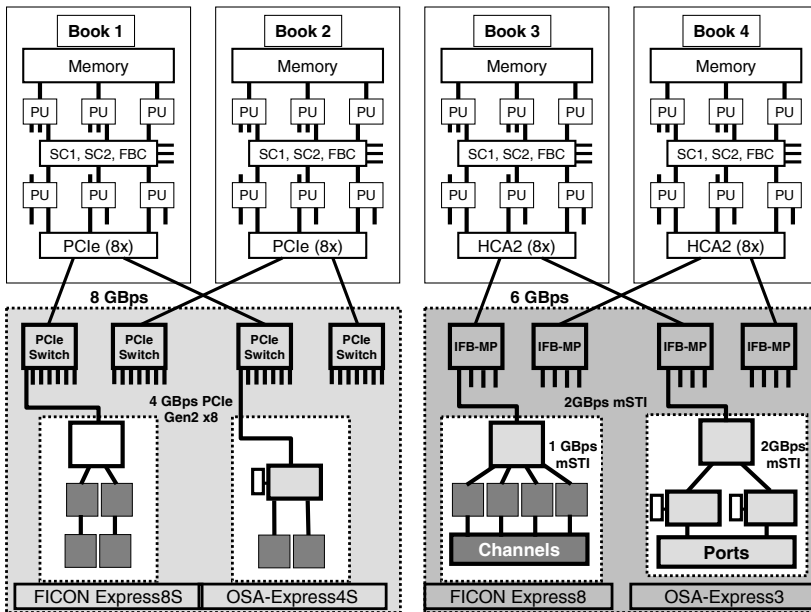 Book 1
Memory
PU PU PU
SC1, SC2, FBC
PU PU PU
PCIe (8x)
Book 2
Memory
PU PU PU
SC1, SC2, FBC
PU PU PU
PCIe (8x)
Book 3
Memory
PU PU PU
SC1, SC2, FBC
PU PU PU
HCA2 (8x)
Book 4
Memory
PU PU PU
SC1, SC2, FBC
PU PU PU
HCA2 (8x)
8 GBps
PCIe
Switch
PCIe
Switch
PCIe
Switch
PCIe
Switch
4 GBps PCIe
Gen2 x8
FICON Express8S
OSA-Express4S
6 GBps
IFB-MP
IFB-MP
IFB-MP
IFB-MP
2GBps mSTI
1 GBps
mSTI
Channels
2GBps
mSTI
Ports
FICON Express8
OSA-Express3